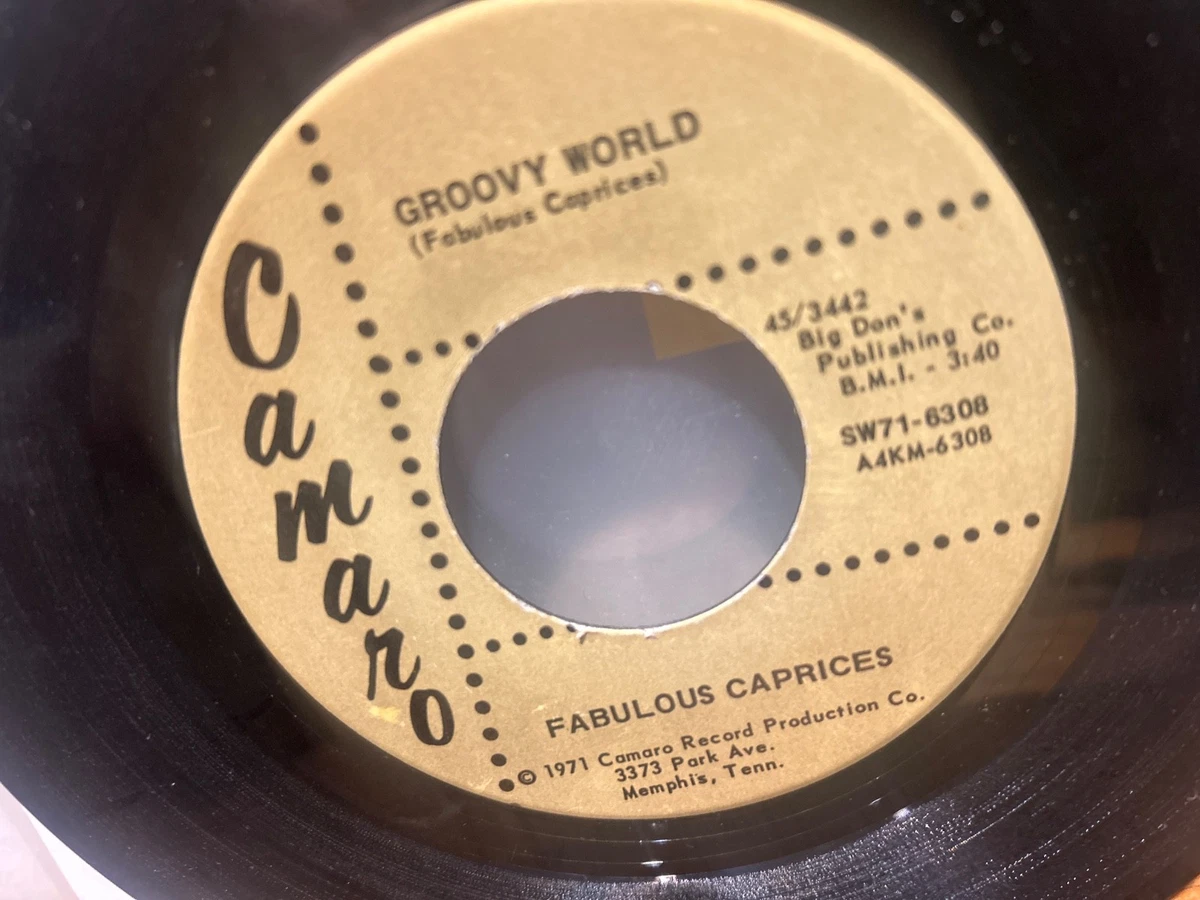 Camaro
GROOVY WORLD
(Fabulous Caprices)
45/3442
Big Don's
Publishing Co.
B.M.I. - 3:40
SW71-6308
A4KM-6308
FABULOUS CAPRICES
© 1971 Camaro Record Production Co.
3373 Park Ave.
Memphis, Tenn.